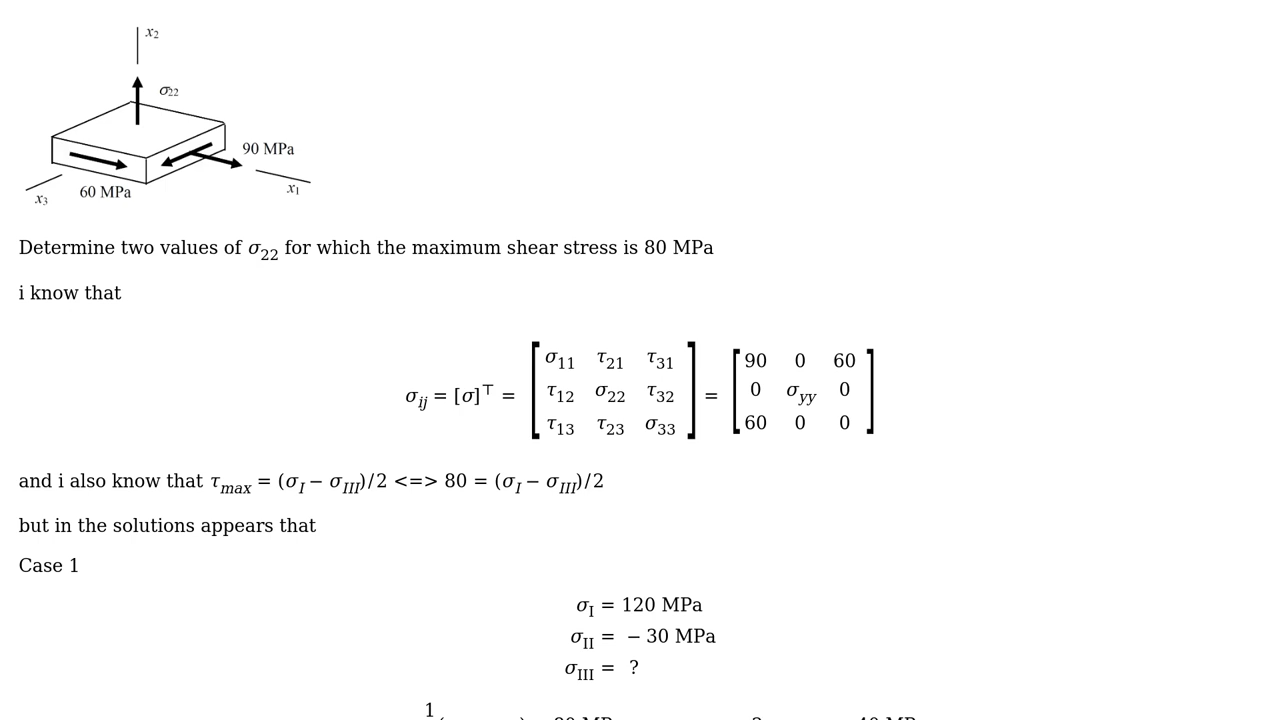 x2
σ22
90 MPa
60 MPa
x1
x3
Determine two values of σ22 for which the maximum shear stress is 80 MPa
i know that
σij = [σ]⊤ = [σ11 τ21 τ31; τ12 σ22 τ32; τ13 τ23 σ33] = [90 0 60; 0 σyy 0; 60 0 0]
and i also know that τmax = (σI − σIII)/2 <=> 80 = (σI − σIII)/2
but in the solutions appears that
Case 1
σI = 120 MPa
σII = − 30 MPa
σIII = ?
1